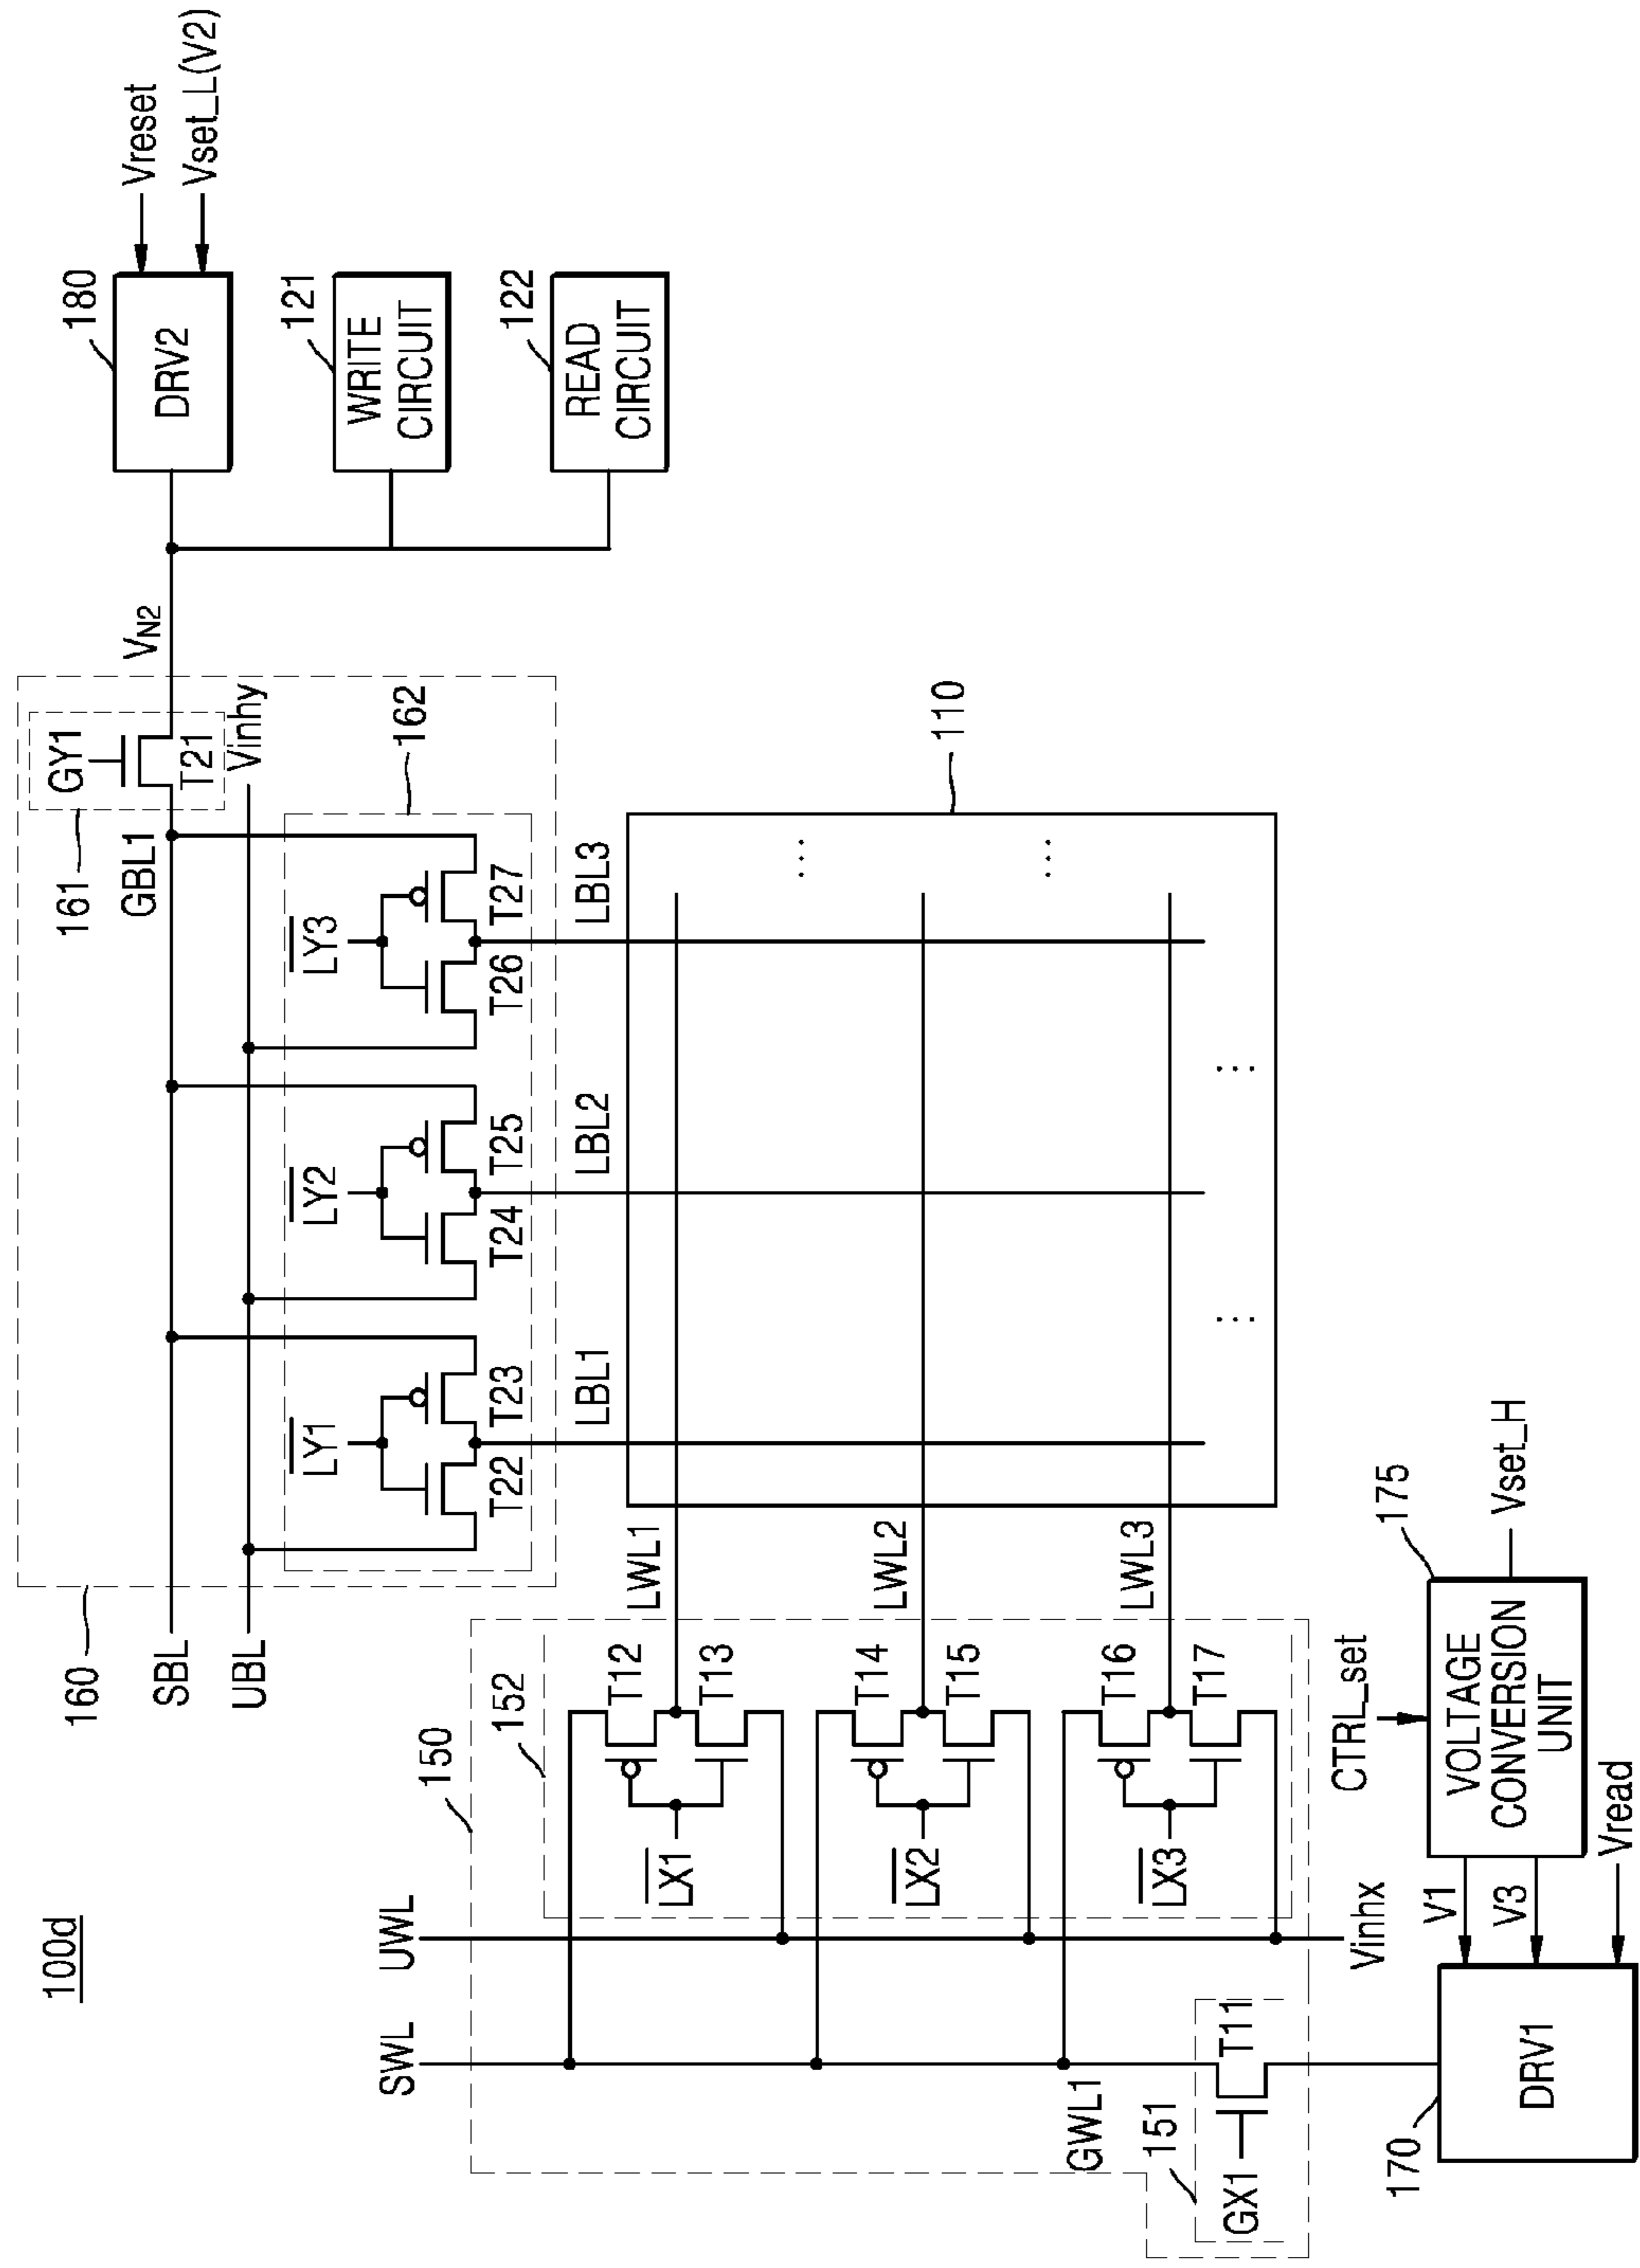 100d
160
161
GY1
180
GBL1
VN2
Vreset
SBL
T21
DRV2
Vset_L(V2)
UBL
Vinhy
121
LY1
LY2
LY3
WRITE
CIRCUIT
162
SWL
UWL
150
152
T22
T23
T24
T25
T26
T27
122
READ
CIRCUIT
LBL1
LBL2
LBL3
LX1
T12
T13
LWL1
LX2
T14
T15
LWL2
110
GWL1
151
GX1
T11
LX3
T16
T17
LWL3
Vinhx
CTRL_set
175
170
DRV1
V1
V3
Vread
VOLTAGE
CONVERSION
UNIT
Vset_H